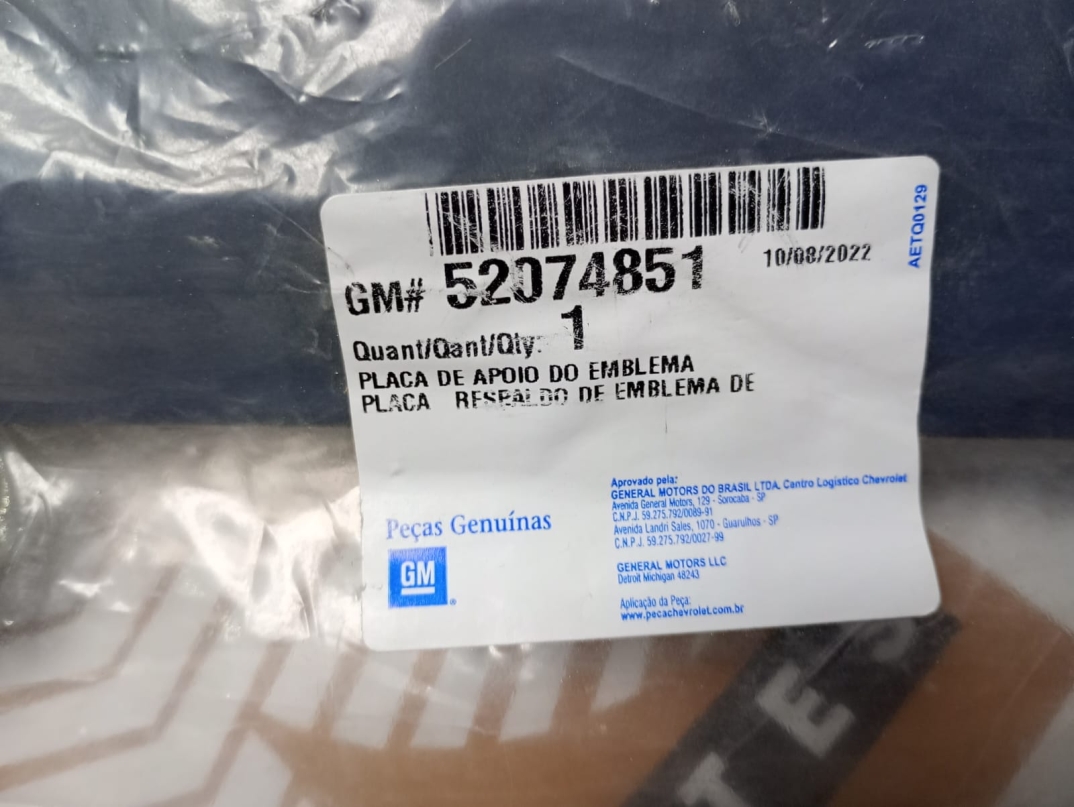 AETQ0129
GM# 52074851
10/08/2022
Quant/Qant/Qty: 1
PLACA DE APOIO DO EMBLEMA
PLACA RESPALDO DE EMBLEMA DE
Peças Genuínas
GM
Aprovado pela:
GENERAL MOTORS DO BRASIL LTDA. Centro Logístico Chevrolet
Avenida General Motors, 129 - Sorocaba - SP
C.N.P.J. 59.275.792/0089-91
Avenida Landri Sales, 1070 - Guarulhos - SP
C.N.P.J. 59.275.792/0027-99
GENERAL MOTORS LLC
Detroit Michigan 48243
Aplicação da Peça:
www.pecachevrolet.com.br
TES